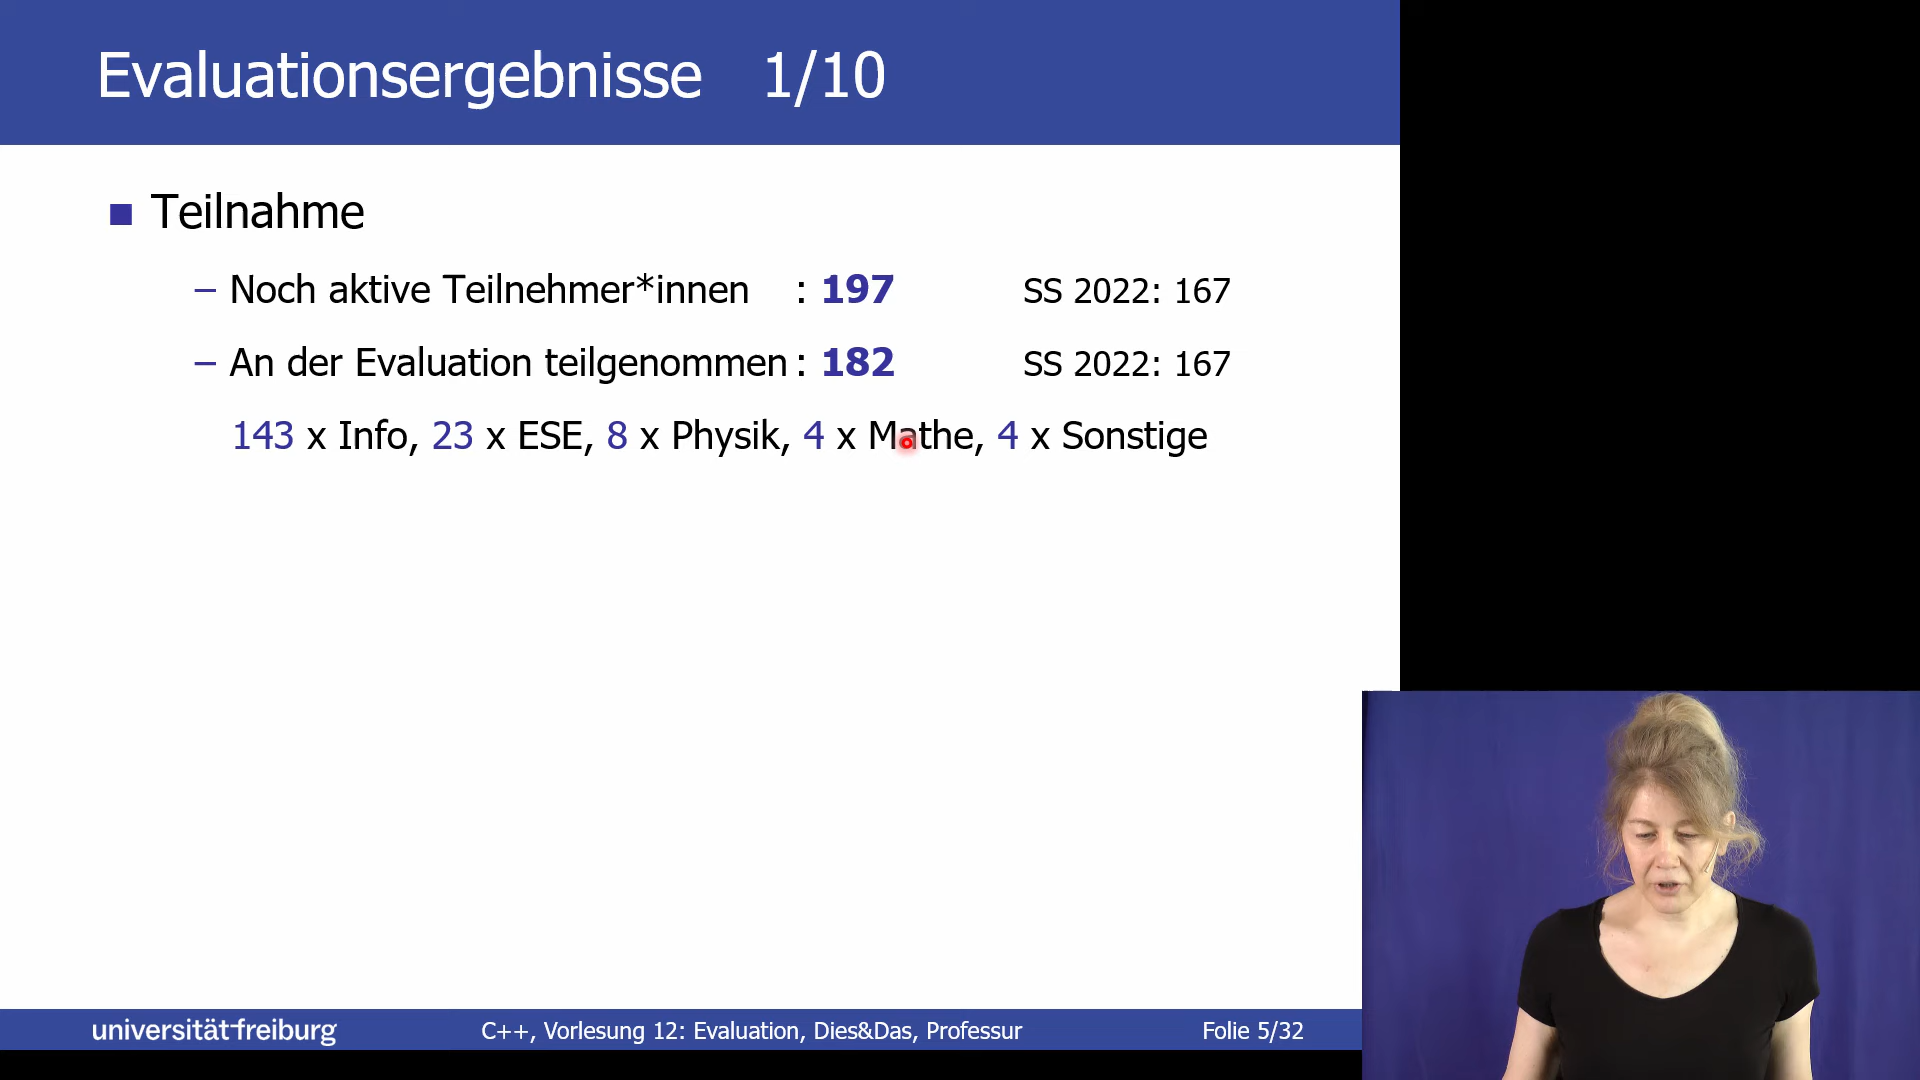 Evaluationsergebnisse 1/10
Teilnahme
– Noch aktive Teilnehmer*innen : 197 SS 2022: 167
– An der Evaluation teilgenommen : 182 SS 2022: 167
143 x Info, 23 x ESE, 8 x Physik, 4 x Mathe, 4 x Sonstige
universität freiburg C++, Vorlesung 12: Evaluation, Dies&Das, Professur Folie 5/32